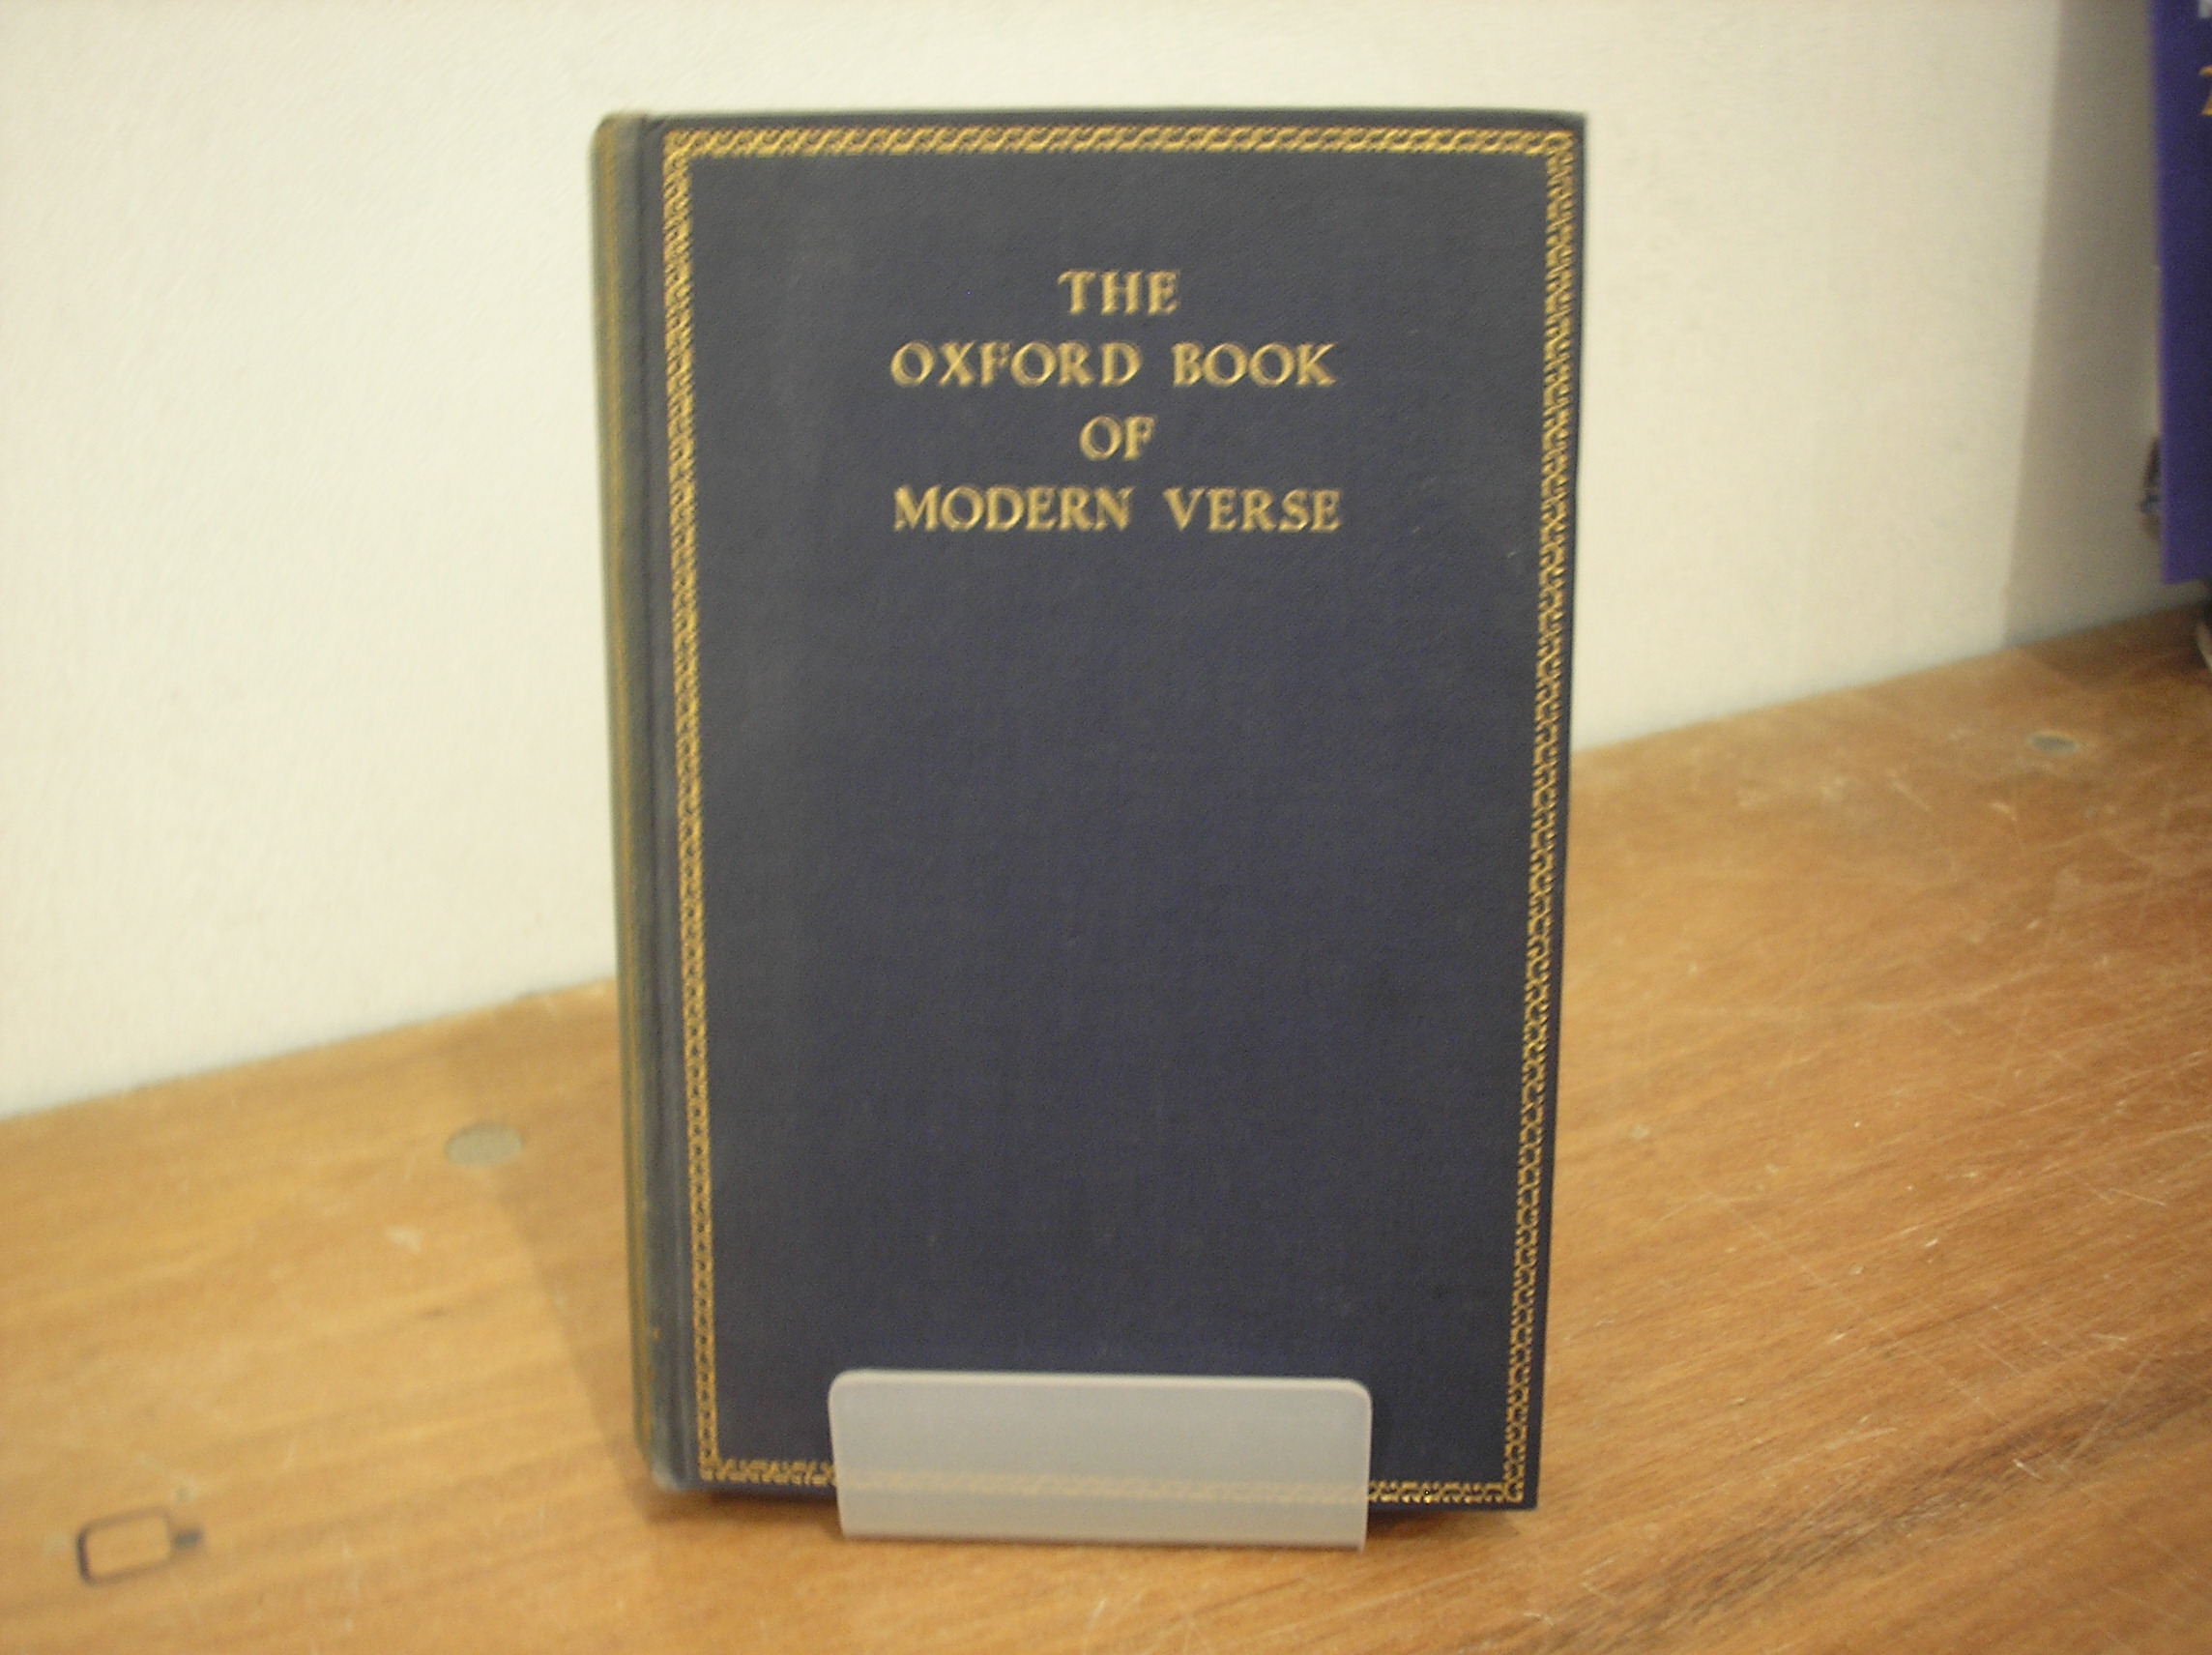 THE
OXFORD BOOK
OF
MODERN VERSE